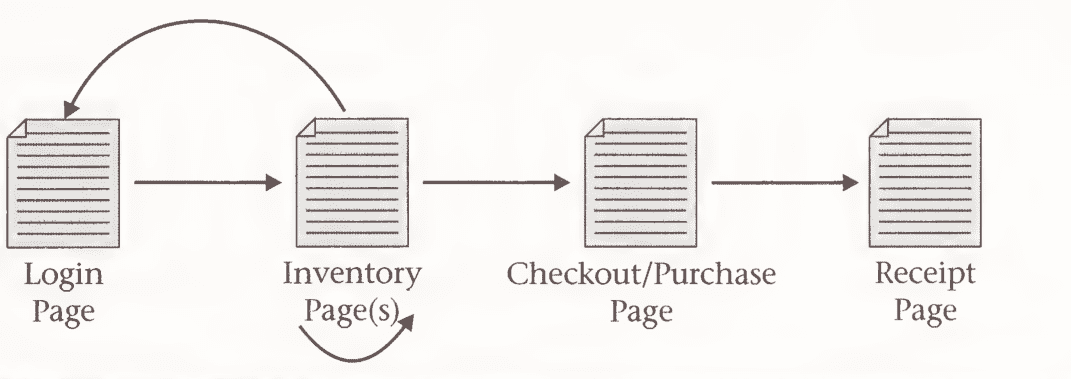 Login
Page
Inventory
Page(s)
Checkout/Purchase
Page
Receipt
Page